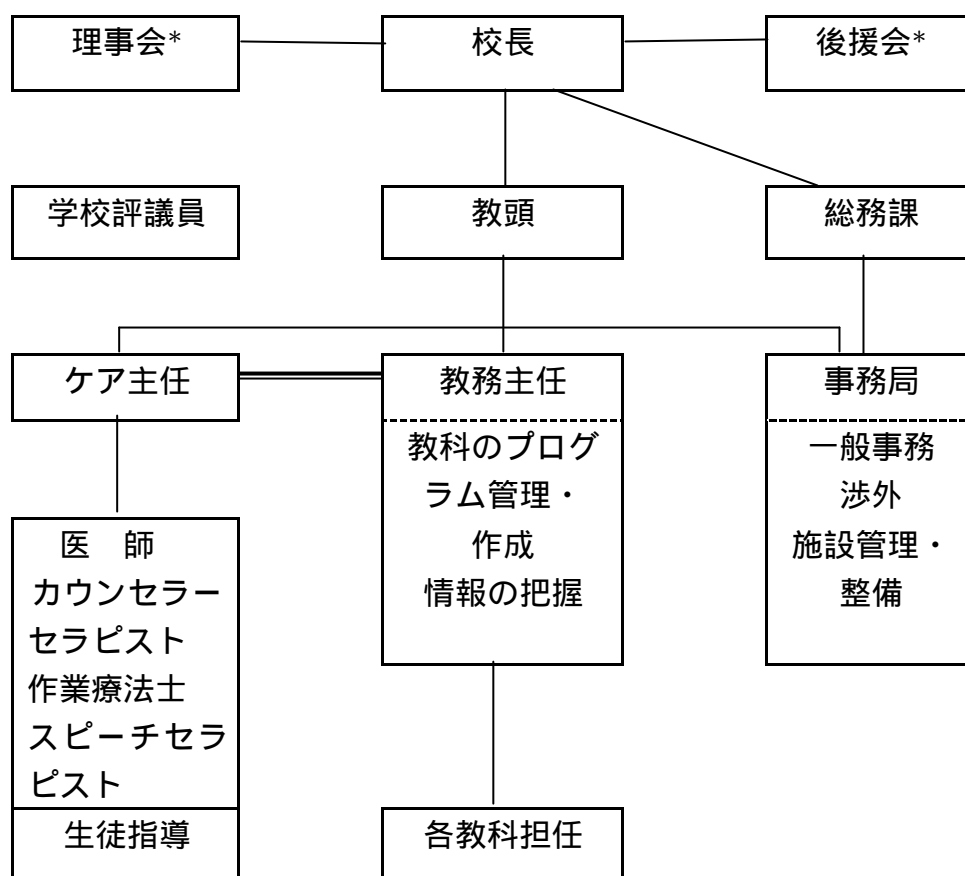 理事会*
校長
後援会*
学校評議員
教頭
総務課
ケア主任
教務主任
事務局
教科のプログ
ラム管理・
作成
情報の把握
一般事務
渉外
施設管理・
整備
医　師
カウンセラー
セラピスト
作業療法士
スピーチセラ
ピスト
生徒指導
各教科担任